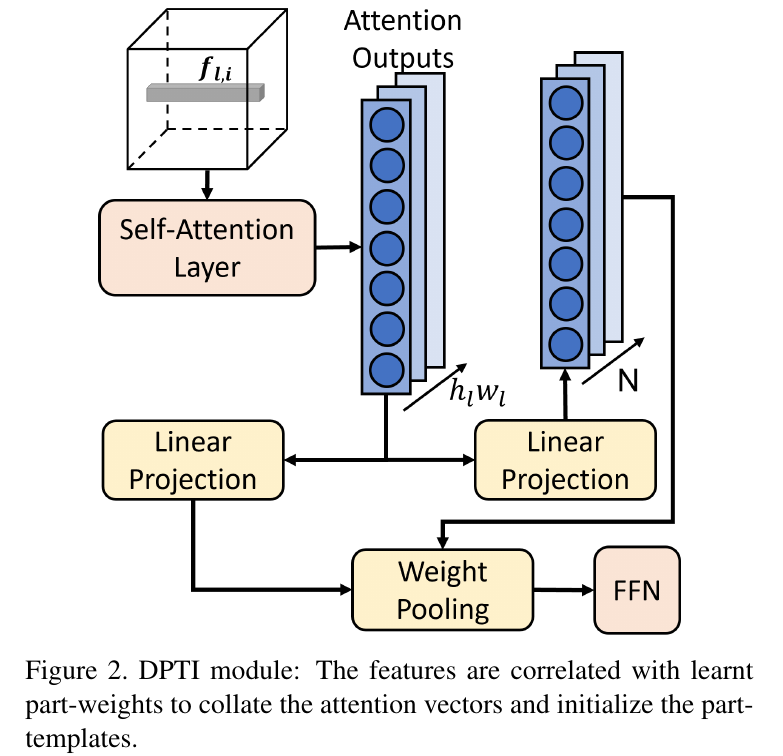 Attention
Outputs
f_{l,i}
Self-Attention
Layer
h_l w_l
N
Linear
Projection
Linear
Projection
Weight
Pooling
FFN
Figure 2. DPTI module: The features are correlated with learnt
part-weights to collate the attention vectors and initialize the part-
templates.